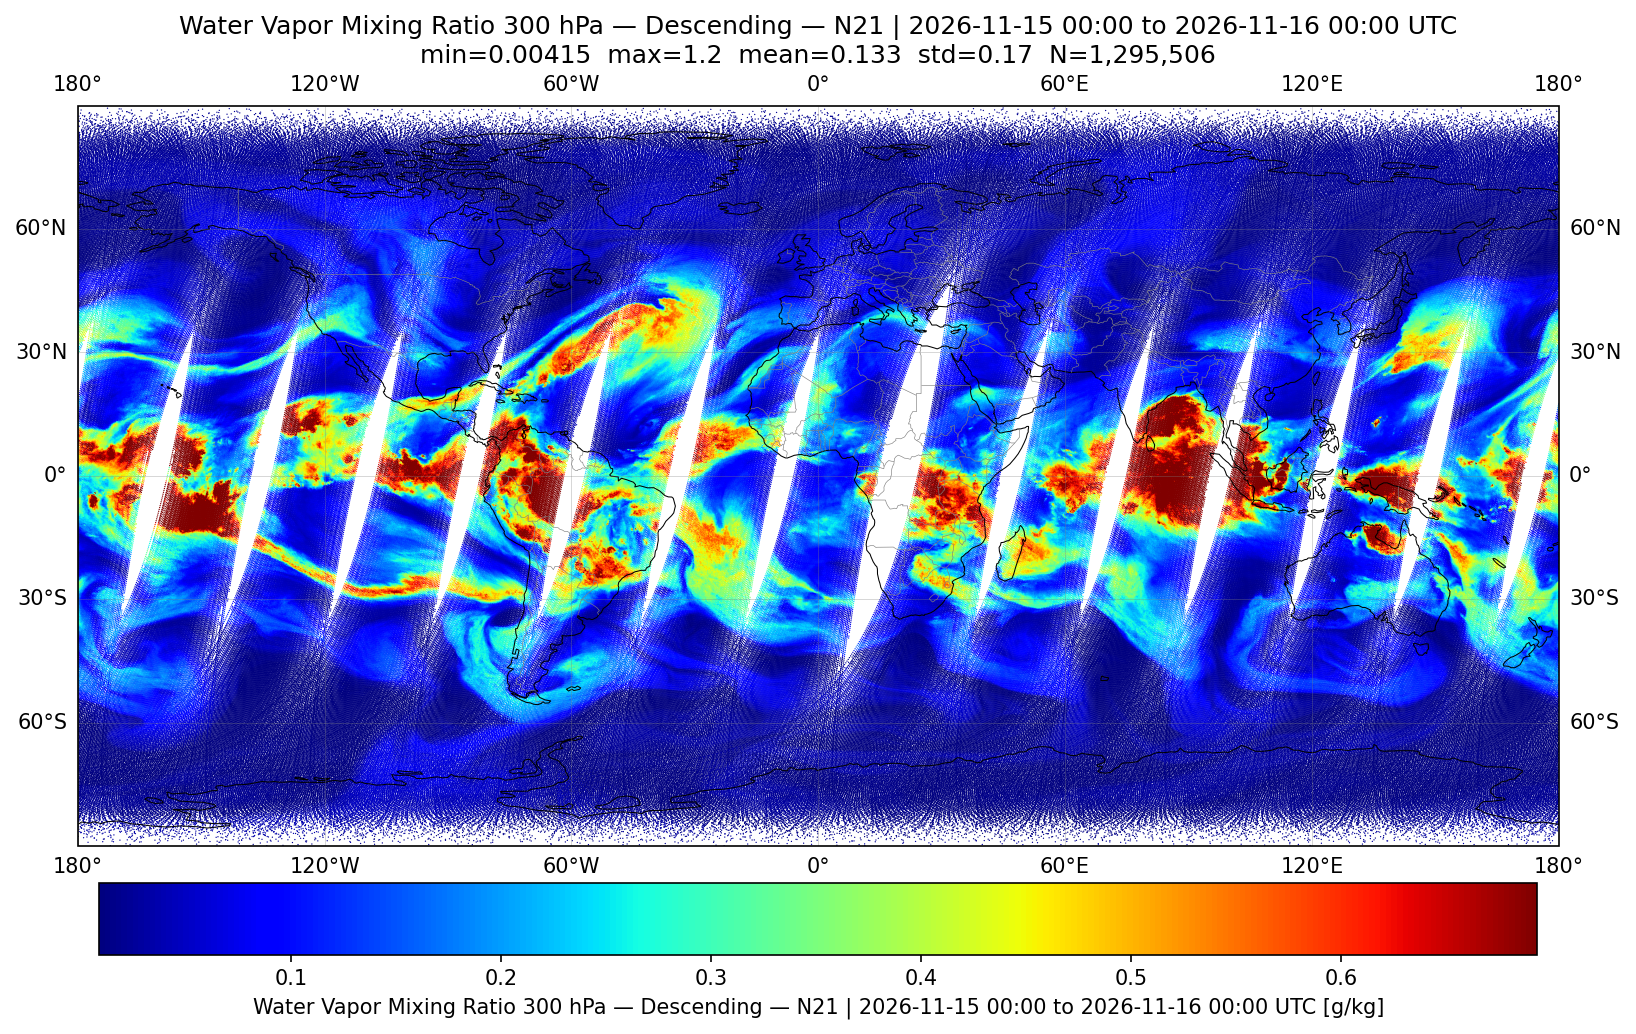 Water Vapor Mixing Ratio 300 hPa — Descending — N21 | 2026-11-15 00:00 to 2026-11-16 00:00 UTC
min=0.00415  max=1.2  mean=0.133  std=0.17  N=1,295,506
180° 120°W 60°W 0° 60°E 120°E 180°
60°N 60°N
30°N 30°N
0° 0°
30°S 30°S
60°S 60°S
180° 120°W 60°W 0° 60°E 120°E 180°
0.1 0.2 0.3 0.4 0.5 0.6
Water Vapor Mixing Ratio 300 hPa — Descending — N21 | 2026-11-15 00:00 to 2026-11-16 00:00 UTC [g/kg]